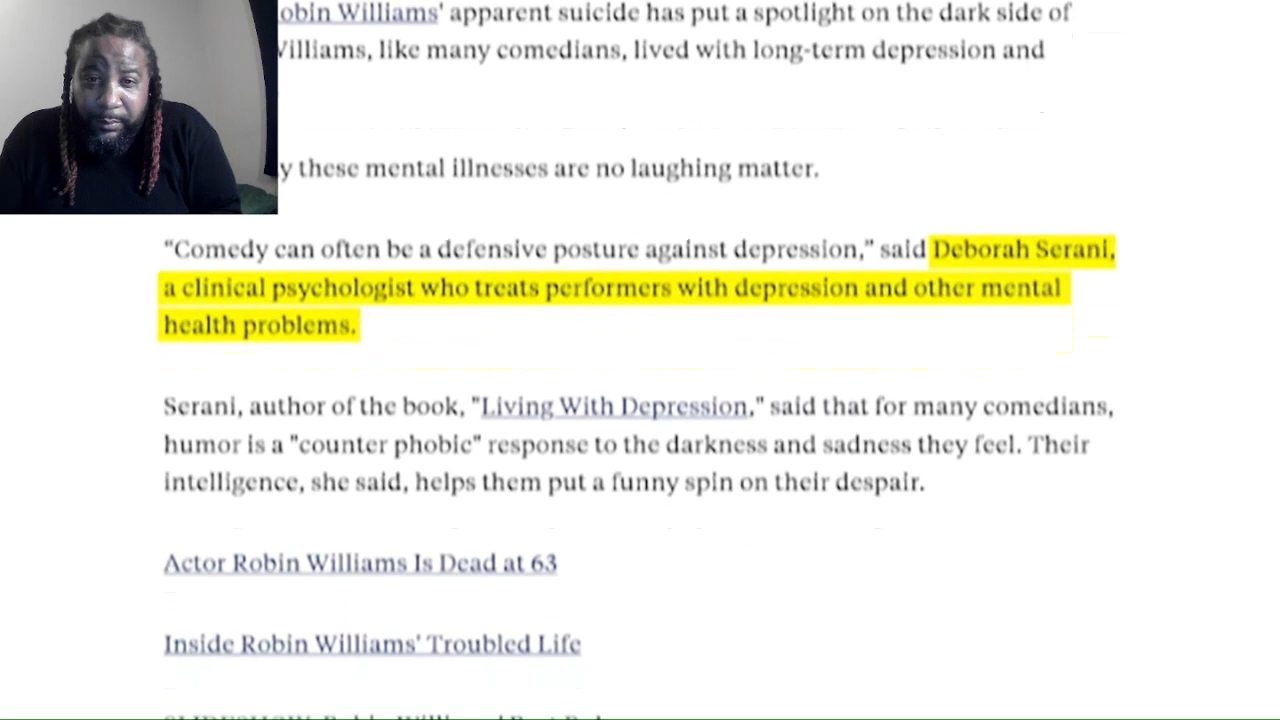 obin Williams' apparent suicide has put a spotlight on the dark side of
Villiams, like many comedians, lived with long-term depression and
y these mental illnesses are no laughing matter.
“Comedy can often be a defensive posture against depression,” said Deborah Serani,
a clinical psychologist who treats performers with depression and other mental
health problems.
Serani, author of the book, "Living With Depression," said that for many comedians,
humor is a "counter phobic" response to the darkness and sadness they feel. Their
intelligence, she said, helps them put a funny spin on their despair.
Actor Robin Williams Is Dead at 63
Inside Robin Williams' Troubled Life